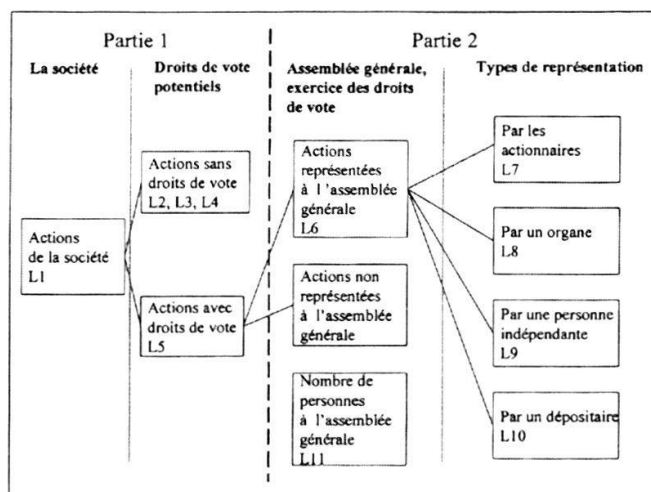 Partie 1
Partie 2
La société
Droits de vote
potentiels
Assemblée générale,
exercice des droits
de vote
Types de représentation
Actions
de la société
L1
Actions sans
droits de vote
L2, L3, L4
Actions avec
droits de vote
L5
Actions
représentées
à l'assemblée
générale
L6
Actions non
représentées
à l'assemblée
générale
Nombre de
personnes
à l'assemblée
générale
L11
Par les
actionnaires
L7
Par un organe
L8
Par une personne
indépendante
L9
Par un dépositaire
L10